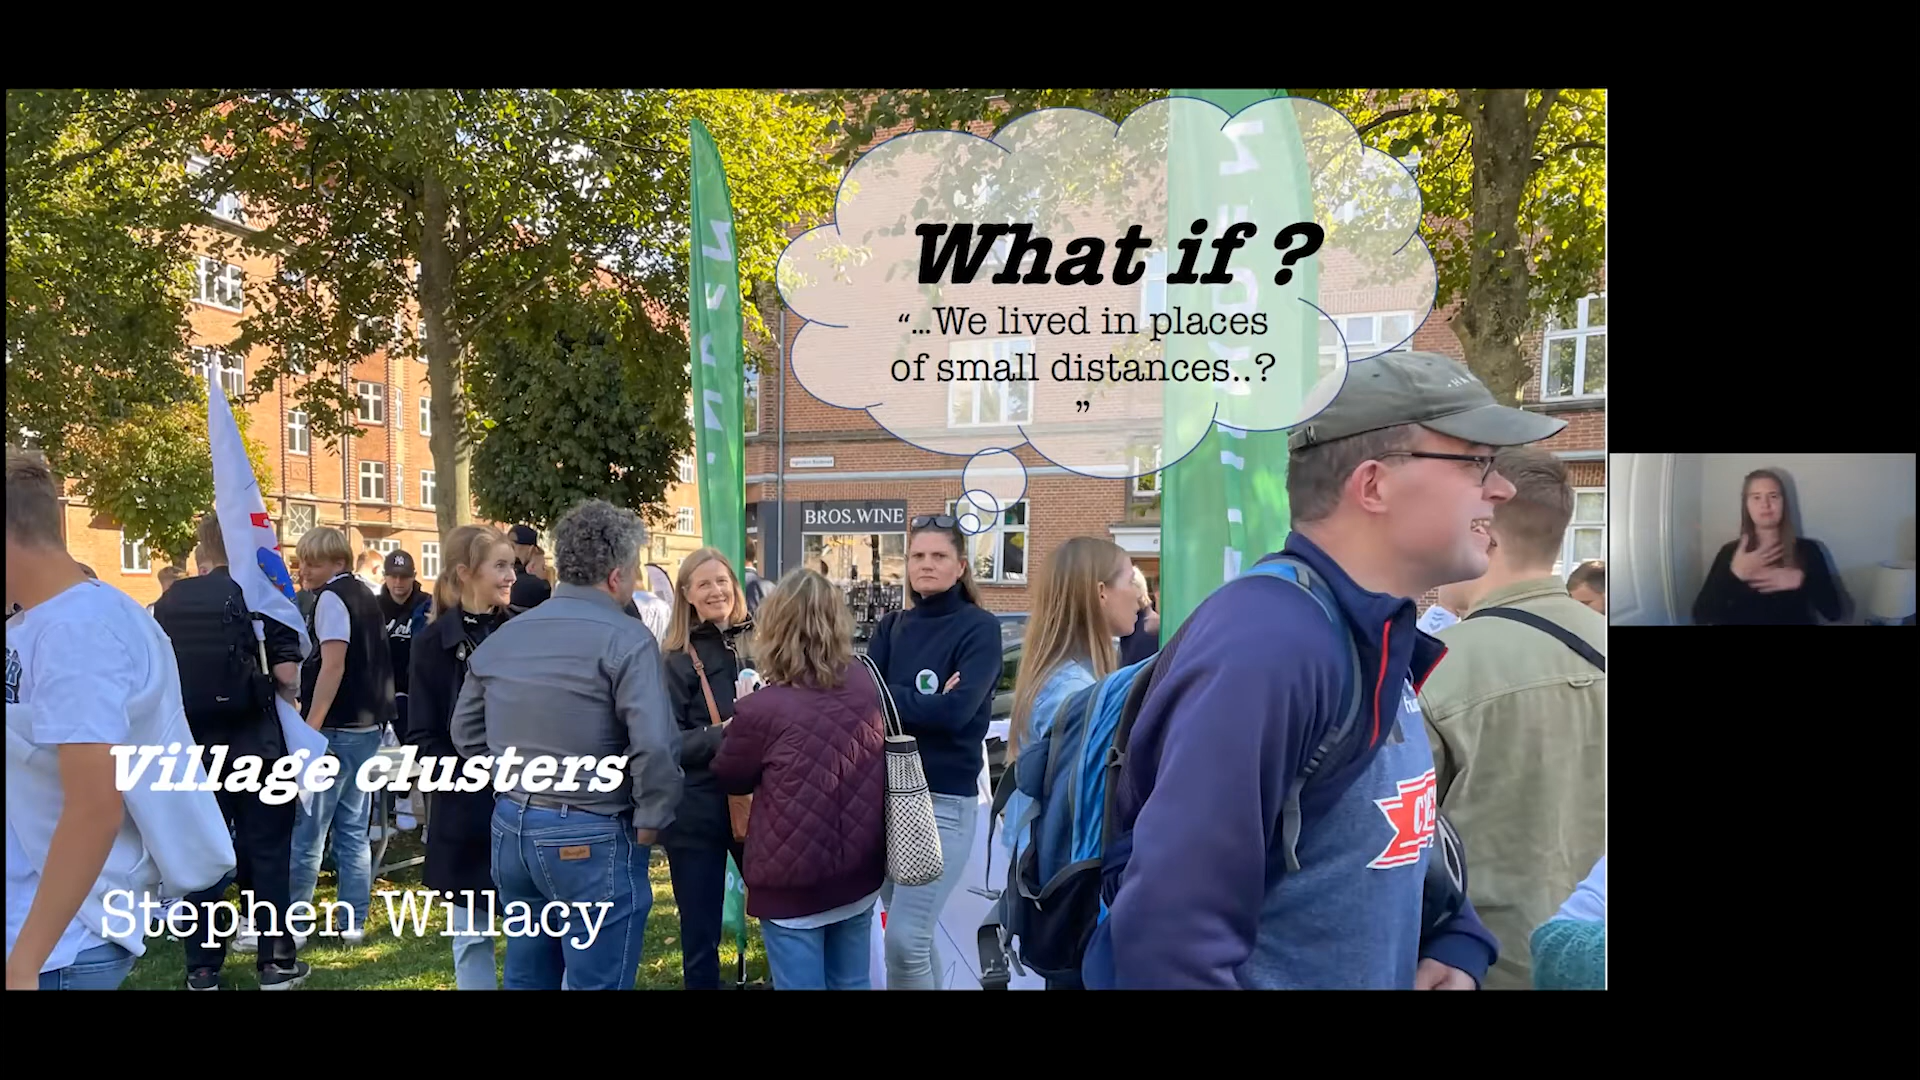 What if ?
“...We lived in places
of small distances..?
”
BROS.WINE
Village clusters
Stephen Willacy